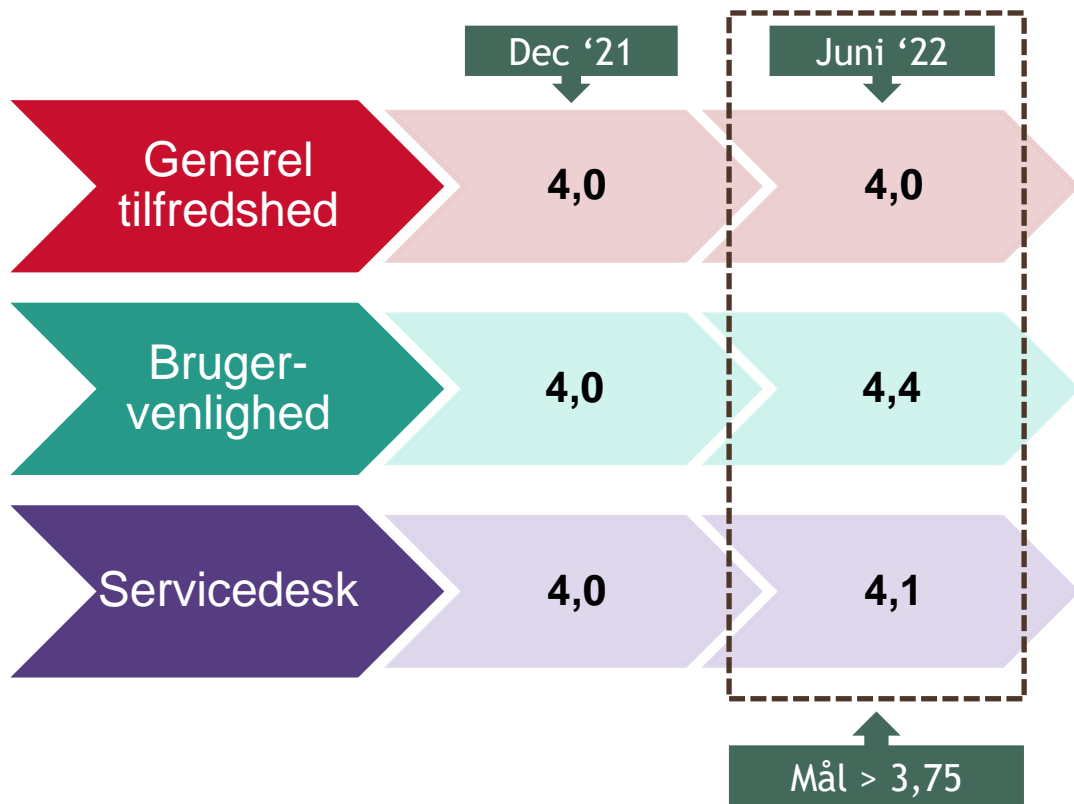 Dec ‘21
Juni ‘22
Generel
tilfredshed
4,0
4,0
Bruger-
venlighed
4,0
4,4
Servicedesk
4,0
4,1
Mål > 3,75